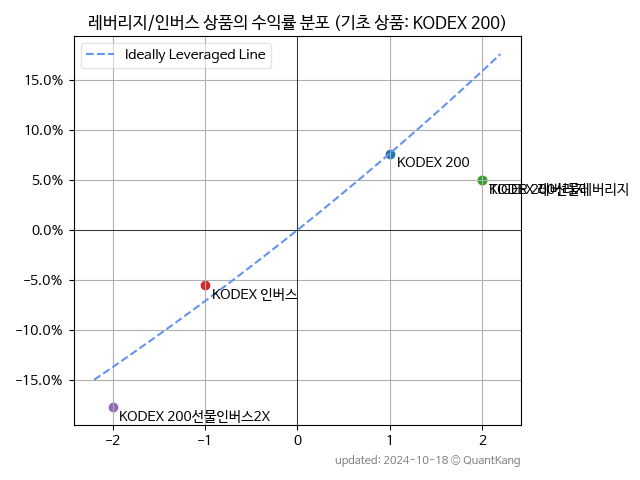 레버리지/인버스 상품의 수익률 분포 (기초 상품: KODEX 200)
Ideally Leveraged Line
15.0%
10.0%
5.0%
0.0%
−5.0%
−10.0%
−15.0%
KODEX 200
KODEX 인버스
KODEX 200선물인버스2X
−2
−1
0
1
2
updated: 2024-10-18 © QuantKang